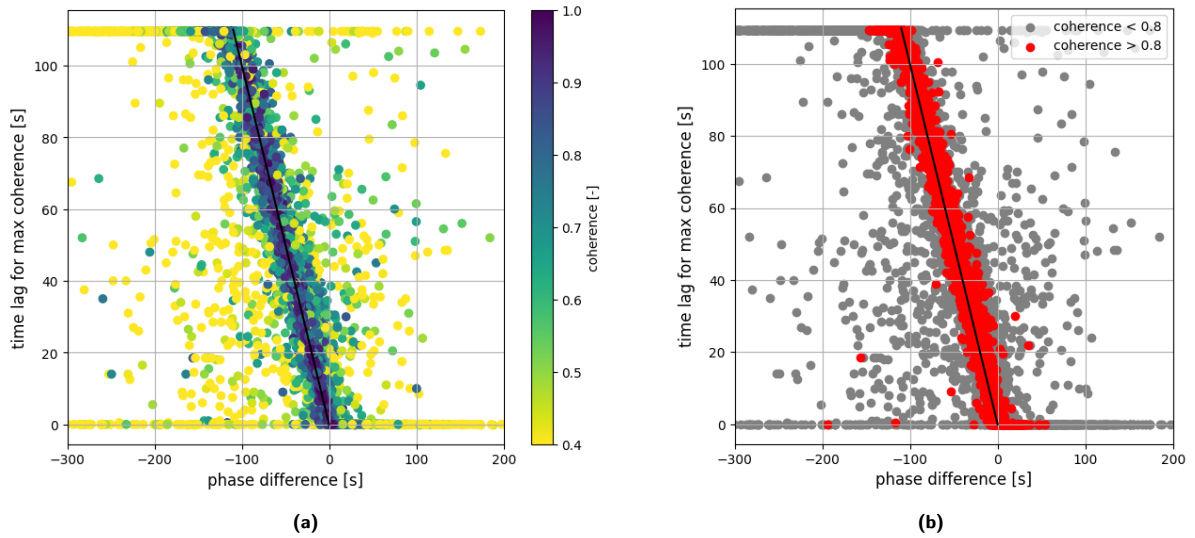 time lag for max coherence [s]
100
80
60
40
20
0
−300 −200 −100 0 100 200
phase difference [s]
1.0
0.9
0.8
0.7
0.6
0.5
0.4
coherence [-]
(a)
time lag for max coherence [s]
100
80
60
40
20
0
−300 −200 −100 0 100 200
phase difference [s]
coherence < 0.8
coherence > 0.8
(b)